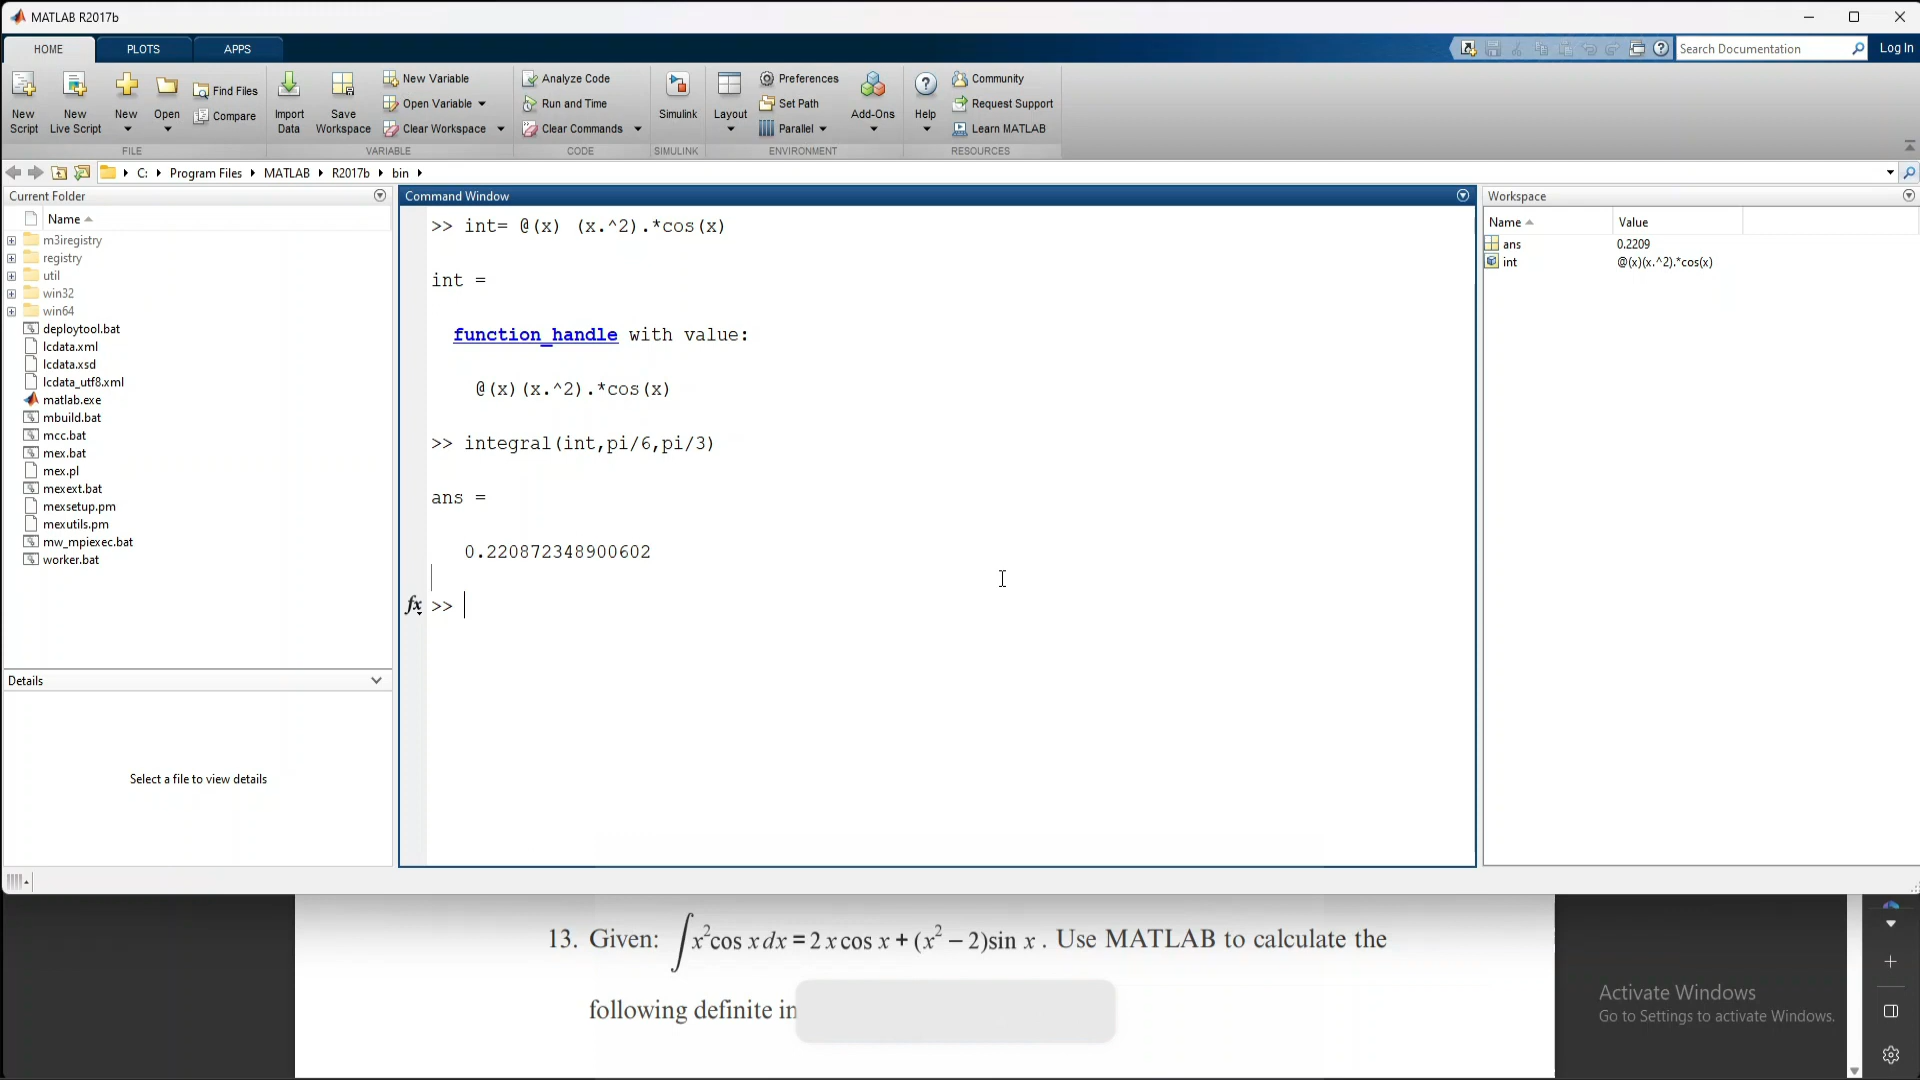 MATLAB R2017b
HOME PLOTS APPS
Search Documentation
Log In
New Script
New Live Script
New
Open
Find Files
Compare
FILE
Import Data
Save Workspace
New Variable
Open Variable
Clear Workspace
VARIABLE
Analyze Code
Run and Time
Clear Commands
CODE
Simulink
SIMULINK
Layout
Preferences
Set Path
Parallel
Add-Ons
ENVIRONMENT
Help
Community
Request Support
Learn MATLAB
RESOURCES
C: Program Files MATLAB R2017b bin
Current Folder
Name
m3iregistry
registry
util
win32
win64
deploytool.bat
lcdata.xml
lcdata.xsd
lcdata_utf8.xml
matlab.exe
mbuild.bat
mcc.bat
mex.bat
mex.pl
mexext.bat
mexsetup.pm
mexutils.pm
mw_mpiexec.bat
worker.bat
Details
Select a file to view details
Command Window
>> int= @(x) (x.^2).*cos(x)
int =
function_handle with value:
@(x)(x.^2).*cos(x)
>> integral(int,pi/6,pi/3)
ans =
0.220872348900602
fx >>
Workspace
Name Value
ans 0.2209
int @(x)(x.^2).*cos(x)
13. Given: ∫x²cos x dx = 2x cos x + (x² − 2)sin x . Use MATLAB to calculate the
following definite in
Activate Windows
Go to Settings to activate Windows.